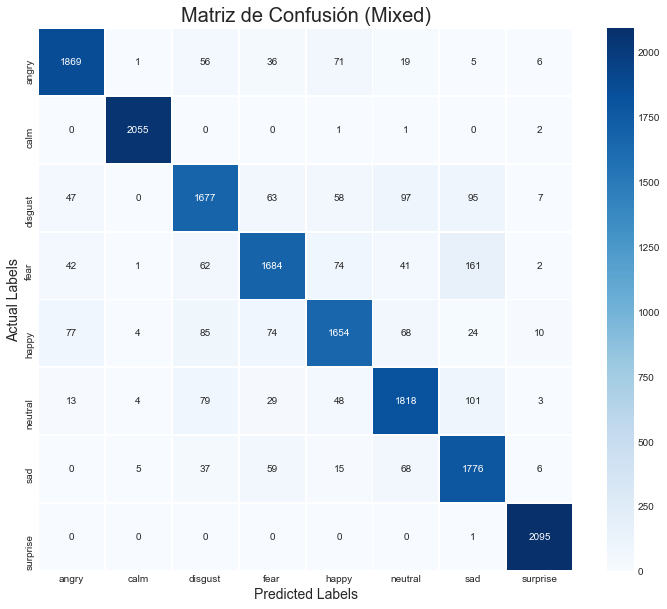 Matriz de Confusión (Mixed)
angry 1869 1 56 36 71 19 5 6
calm 0 2055 0 0 1 1 0 2
disgust 47 0 1677 63 58 97 95 7
fear 42 1 62 1684 74 41 161 2
happy 77 4 85 74 1654 68 24 10
neutral 13 4 79 29 48 1818 101 3
sad 0 5 37 59 15 68 1776 6
surprise 0 0 0 0 0 0 1 2095
angry calm disgust fear happy neutral sad surprise
Predicted Labels
Actual Labels
2000
1750
1500
1250
1000
750
500
250
0